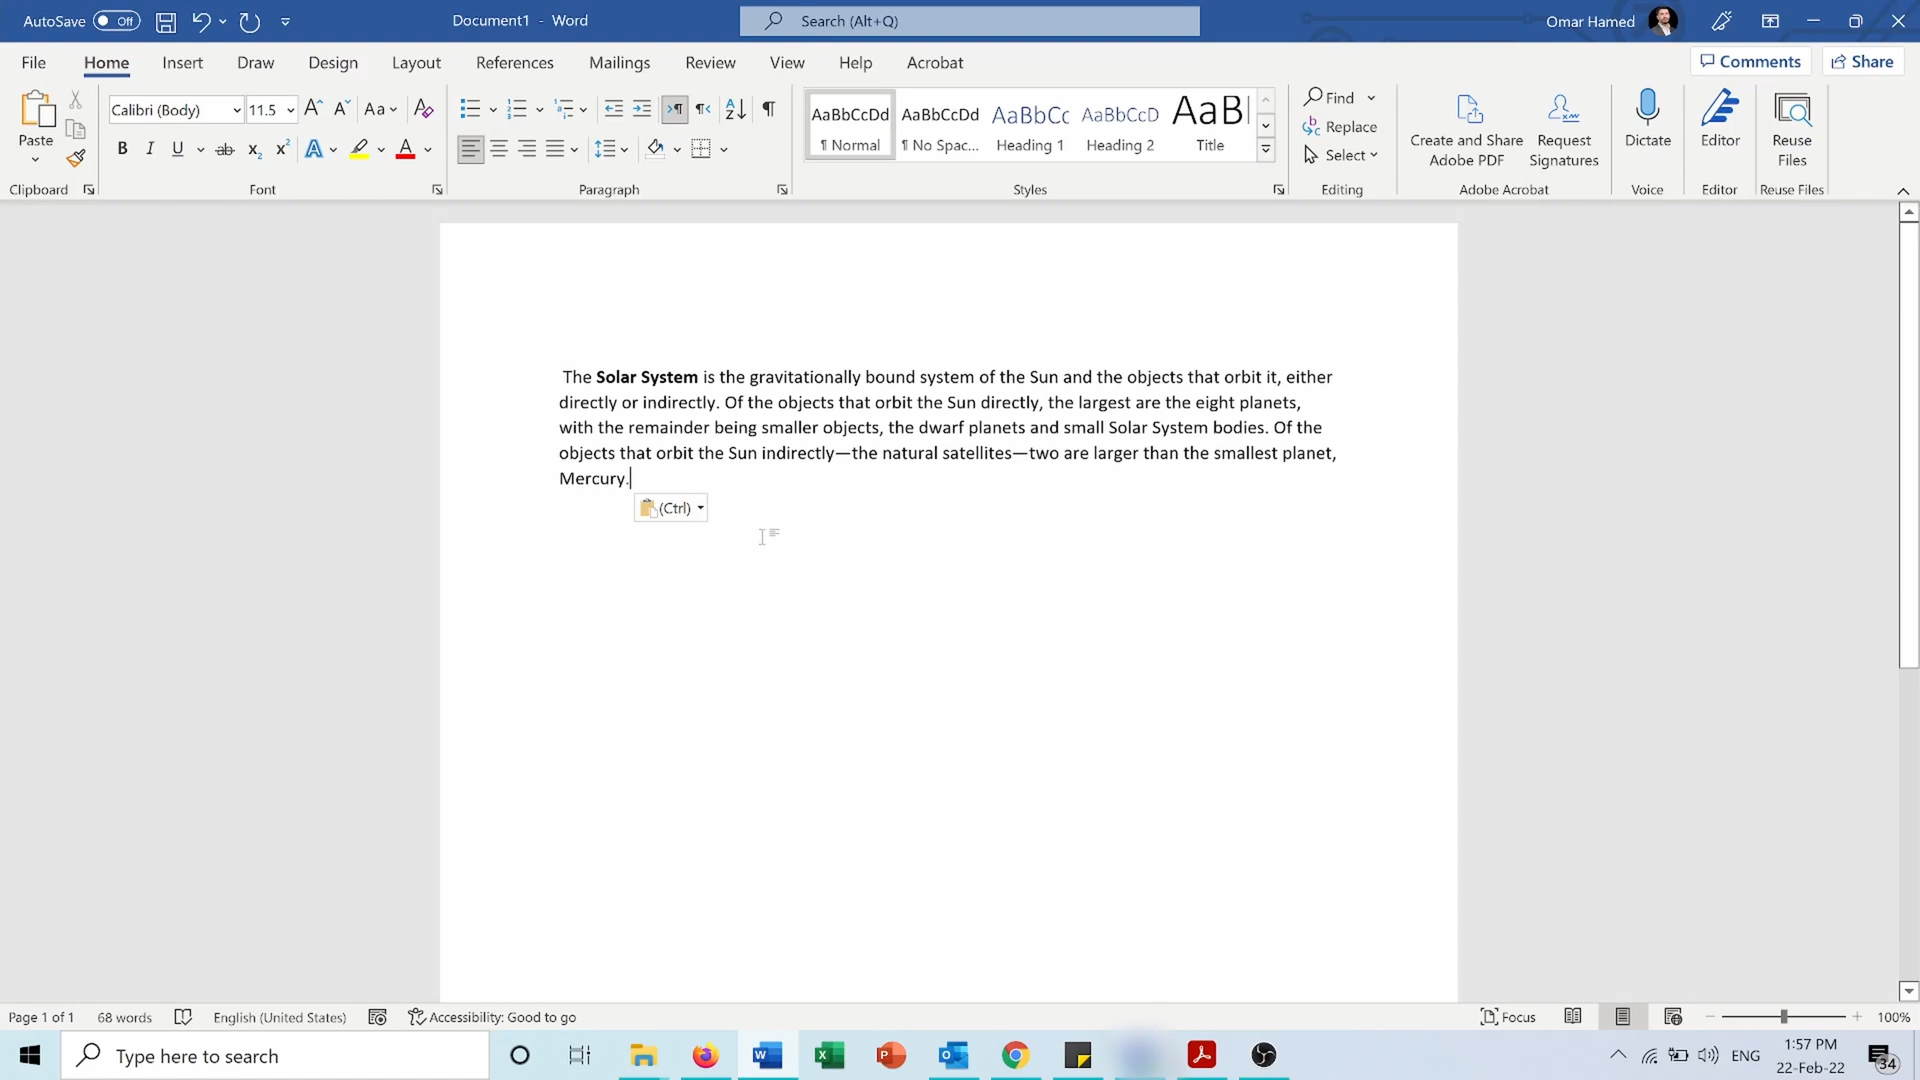 AutoSave Off Document1 - Word Search (Alt+Q) Omar Hamed
File Home Insert Draw Design Layout References Mailings Review View Help Acrobat Comments Share
Calibri (Body) 11.5 Aa AaBbCcDd AaBbCcDd AaBbCc AaBbCcD AaB Find
Paste Replace Create and Share Request Dictate Editor Reuse
B I U ab x₂ x² A A ¶ Normal ¶ No Spac... Heading 1 Heading 2 Title Select Adobe PDF Signatures Files
Clipboard Font Paragraph Styles Editing Adobe Acrobat Voice Editor Reuse Files
The Solar System is the gravitationally bound system of the Sun and the objects that orbit it, either
directly or indirectly. Of the objects that orbit the Sun directly, the largest are the eight planets,
with the remainder being smaller objects, the dwarf planets and small Solar System bodies. Of the
objects that orbit the Sun indirectly—the natural satellites—two are larger than the smallest planet,
Mercury.
(Ctrl)
Page 1 of 1 68 words English (United States) Accessibility: Good to go Focus 100%
Type here to search ENG 1:57 PM
22-Feb-22 34